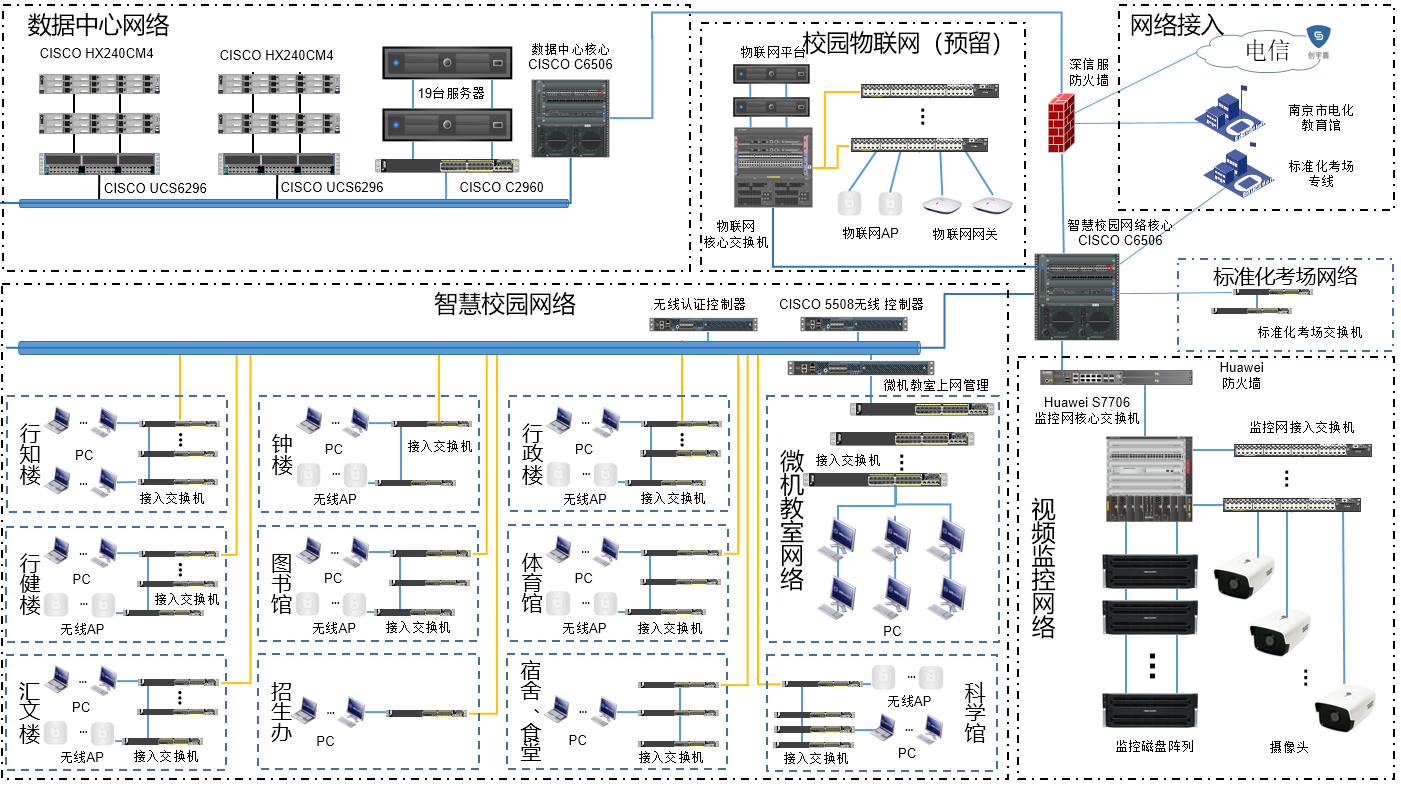 数据中心网络
CISCO HX240CM4
CISCO HX240CM4
19台服务器
数据中心核心
CISCO C6506
CISCO UCS6296
CISCO UCS6296
CISCO C2960
校园物联网（预留）
物联网平台
物联网
核心交换机
物联网AP
物联网网关
网络接入
电信
创宇盾
深信服
防火墙
南京市电化
教育馆
标准化考场
专线
智慧校园网络核心
CISCO C6506
标准化考场网络
标准化考场交换机
智慧校园网络
无线认证控制器
CISCO 5508无线 控制器
微机教室上网管理
行知楼
PC
接入交换机
钟楼
PC
接入交换机
无线AP
行政楼
PC
无线AP
接入交换机
微机教室网络
接入交换机
PC
行健楼
PC
接入交换机
无线AP
图书馆
PC
无线AP
接入交换机
体育馆
PC
无线AP
接入交换机
汇文楼
PC
无线AP
接入交换机
招生办
PC
宿舍、食堂
PC
接入交换机
科学馆
无线AP
PC
接入交换机
视频监控网络
Huawei
防火墙
Huawei S7706
监控网核心交换机
监控网接入交换机
监控磁盘阵列
摄像头